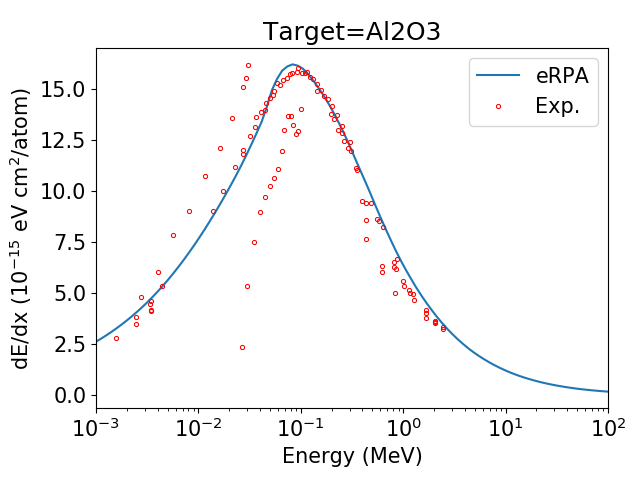 Target=Al2O3
eRPA
Exp.
dE/dx (10⁻¹⁵ eV cm²/atom)
15.0
12.5
10.0
7.5
5.0
2.5
0.0
10⁻³ 10⁻² 10⁻¹ 10⁰ 10¹ 10²
Energy (MeV)